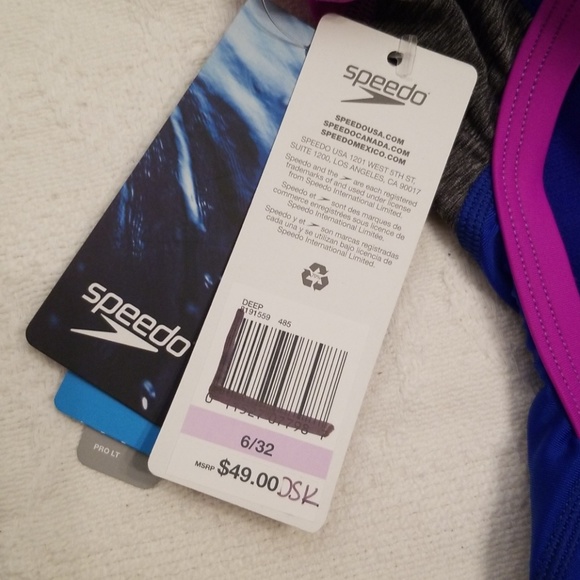 speedo
SPEEDOUSA.COM
SPEEDOCANADA.COM
SPEEDOMEXICO.COM
SPEEDO USA 1201 WEST 5TH ST,
SUITE 1200, LOS ANGELES, CA 90017
Speedo and the are each registered
trademarks of and used under license
from Speedo International Limited.
Speedo et sont des marques de
commerce enregistrées sous licence de
Speedo International Limitée.
Speedo y el son marcas registradas
cada una y se utilizan bajo licencia de
Speedo International Limited.
DEEP
8191559 485
6/32
MSRP $49.00 DSK
speedo
PRO LT